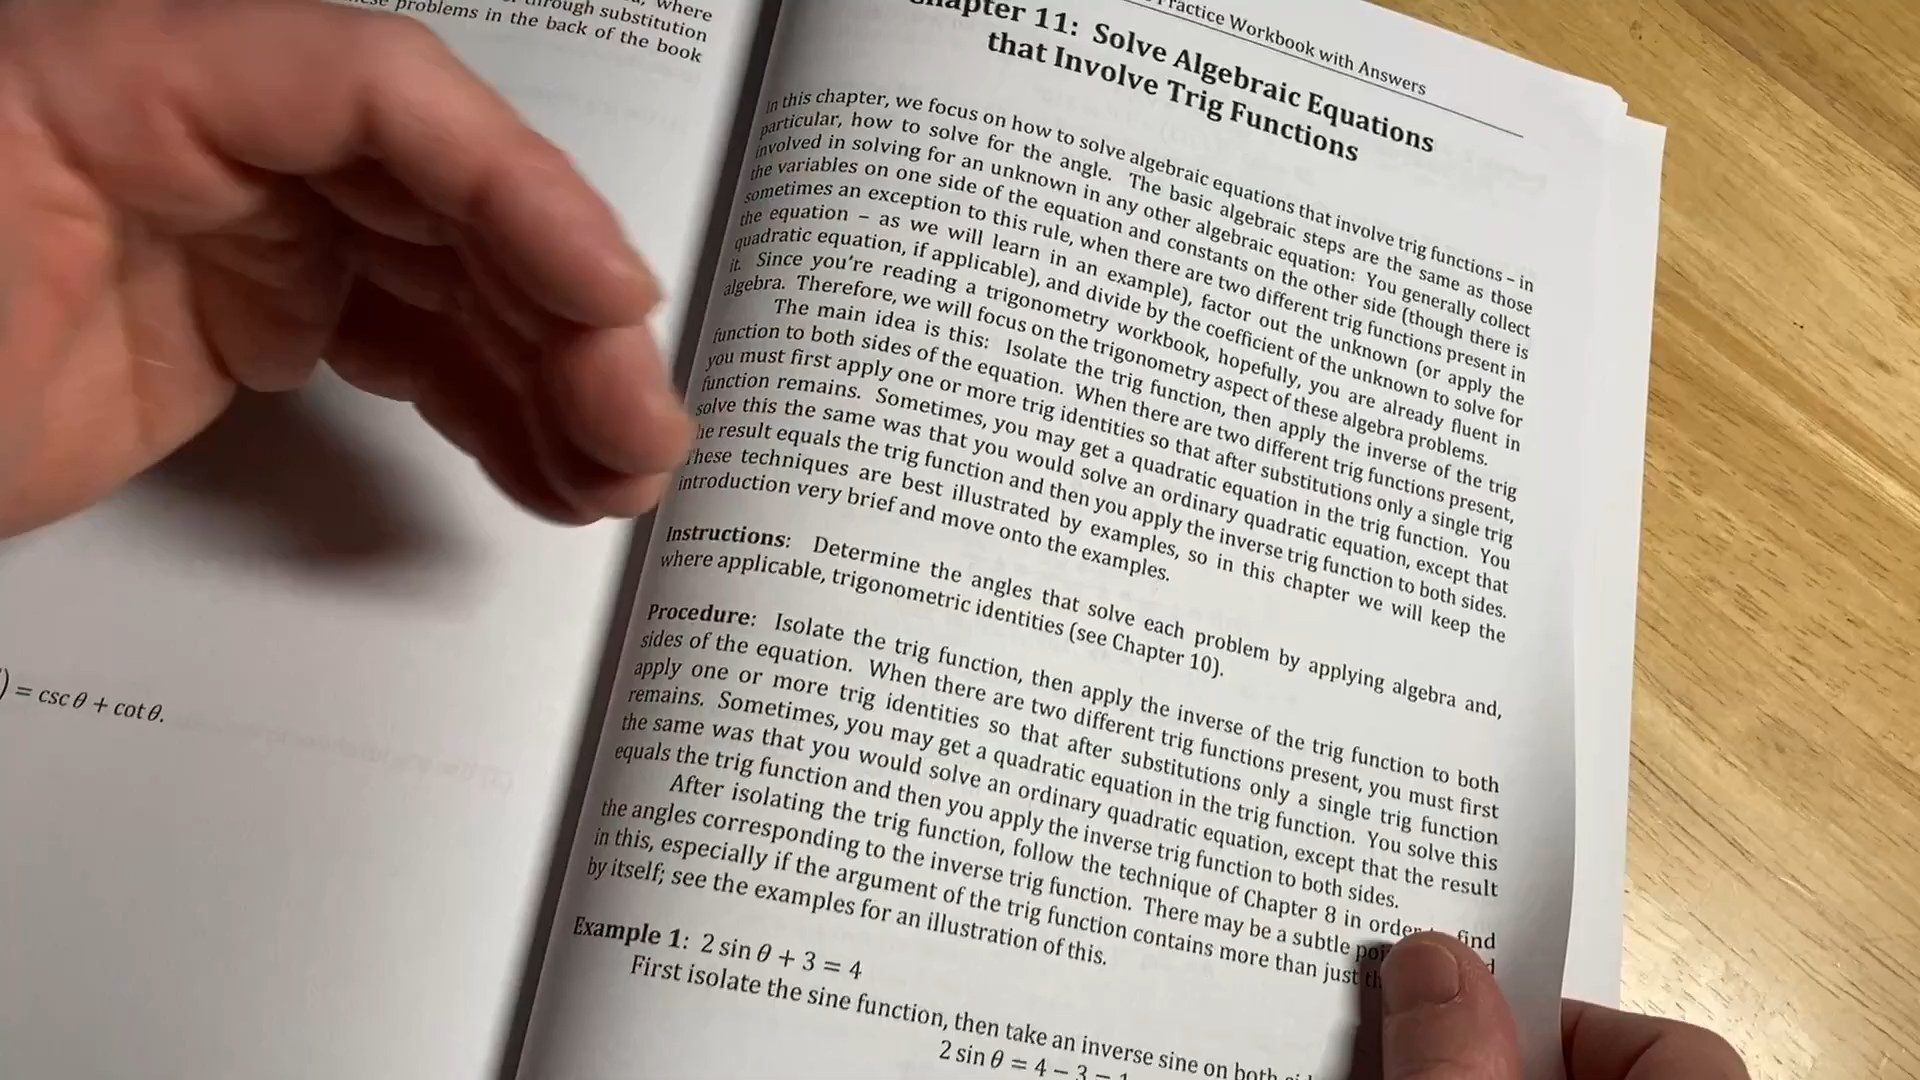 where
through substitution
problems in the back of the book
) = csc θ + cot θ.
Practice Workbook with Answers
Chapter 11: Solve Algebraic Equations
that Involve Trig Functions
In this chapter, we focus on how to solve algebraic equations that involve trig functions – in
particular, how to solve for the angle. The basic algebraic steps are the same as those
involved in solving for an unknown in any other algebraic equation: You generally collect
the variables on one side of the equation and constants on the other side (though there is
sometimes an exception to this rule, when there are two different trig functions present in
the equation – as we will learn in an example), factor out the unknown (or apply the
quadratic equation, if applicable), and divide by the coefficient of the unknown to solve for
it. Since you're reading a trigonometry workbook, hopefully, you are already fluent in
algebra. Therefore, we will focus on the trigonometry aspect of these algebra problems.
The main idea is this: Isolate the trig function, then apply the inverse of the trig
function to both sides of the equation. When there are two different trig functions present,
you must first apply one or more trig identities so that after substitutions only a single trig
function remains. Sometimes, you may get a quadratic equation in the trig function. You
solve this the same was that you would solve an ordinary quadratic equation, except that
the result equals the trig function and then you apply the inverse trig function to both sides.
These techniques are best illustrated by examples, so in this chapter we will keep the
introduction very brief and move onto the examples.
Instructions: Determine the angles that solve each problem by applying algebra and,
where applicable, trigonometric identities (see Chapter 10).
Procedure: Isolate the trig function, then apply the inverse of the trig function to both
sides of the equation. When there are two different trig functions present, you must first
apply one or more trig identities so that after substitutions only a single trig function
remains. Sometimes, you may get a quadratic equation in the trig function. You solve this
the same was that you would solve an ordinary quadratic equation, except that the result
equals the trig function and then you apply the inverse trig function to both sides.
After isolating the trig function, follow the technique of Chapter 8 in order find
the angles corresponding to the inverse trig function. There may be a subtle
in this, especially if the argument of the trig function contains more than just
by itself; see the examples for an illustration of this.
Example 1: 2 sin θ + 3 = 4
First isolate the sine function, then take an inverse sine on both
2 sin θ = 4 − 3 = 1